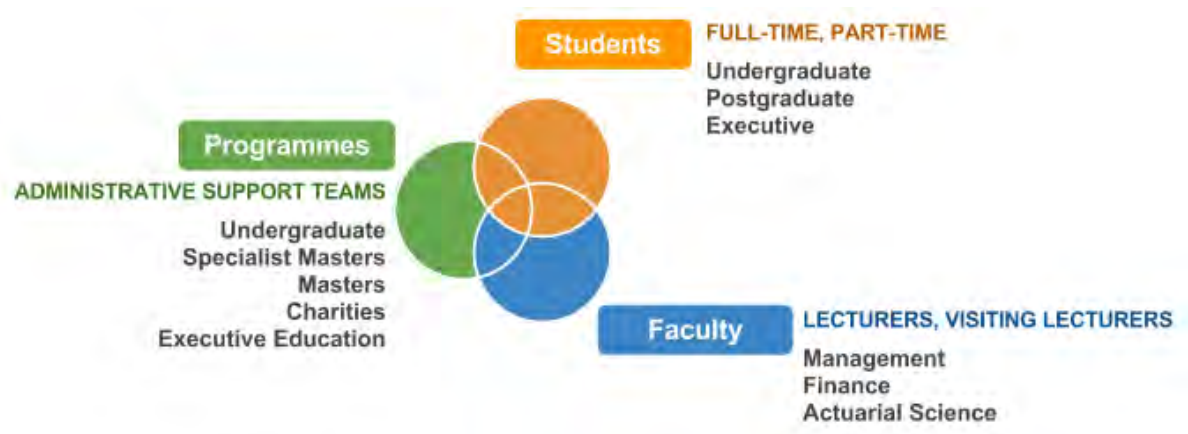 Students
FULL-TIME, PART-TIME
Undergraduate
Postgraduate
Executive
Programmes
ADMINISTRATIVE SUPPORT TEAMS
Undergraduate
Specialist Masters
Masters
Charities
Executive Education
Faculty
LECTURERS, VISITING LECTURERS
Management
Finance
Actuarial Science